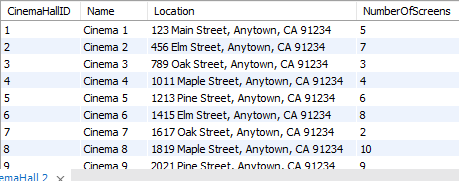 CinemaHallID Name Location NumberOfScreens
1 Cinema 1 123 Main Street, Anytown, CA 91234 5
2 Cinema 2 456 Elm Street, Anytown, CA 91234 7
3 Cinema 3 789 Oak Street, Anytown, CA 91234 3
4 Cinema 4 1011 Maple Street, Anytown, CA 91234 4
5 Cinema 5 1213 Pine Street, Anytown, CA 91234 6
6 Cinema 6 1415 Elm Street, Anytown, CA 91234 8
7 Cinema 7 1617 Oak Street, Anytown, CA 91234 2
8 Cinema 8 1819 Maple Street, Anytown, CA 91234 10
9 Cinema 9 2021 Pine Street, Anytown, CA 91234 9
emaHall 2 ×